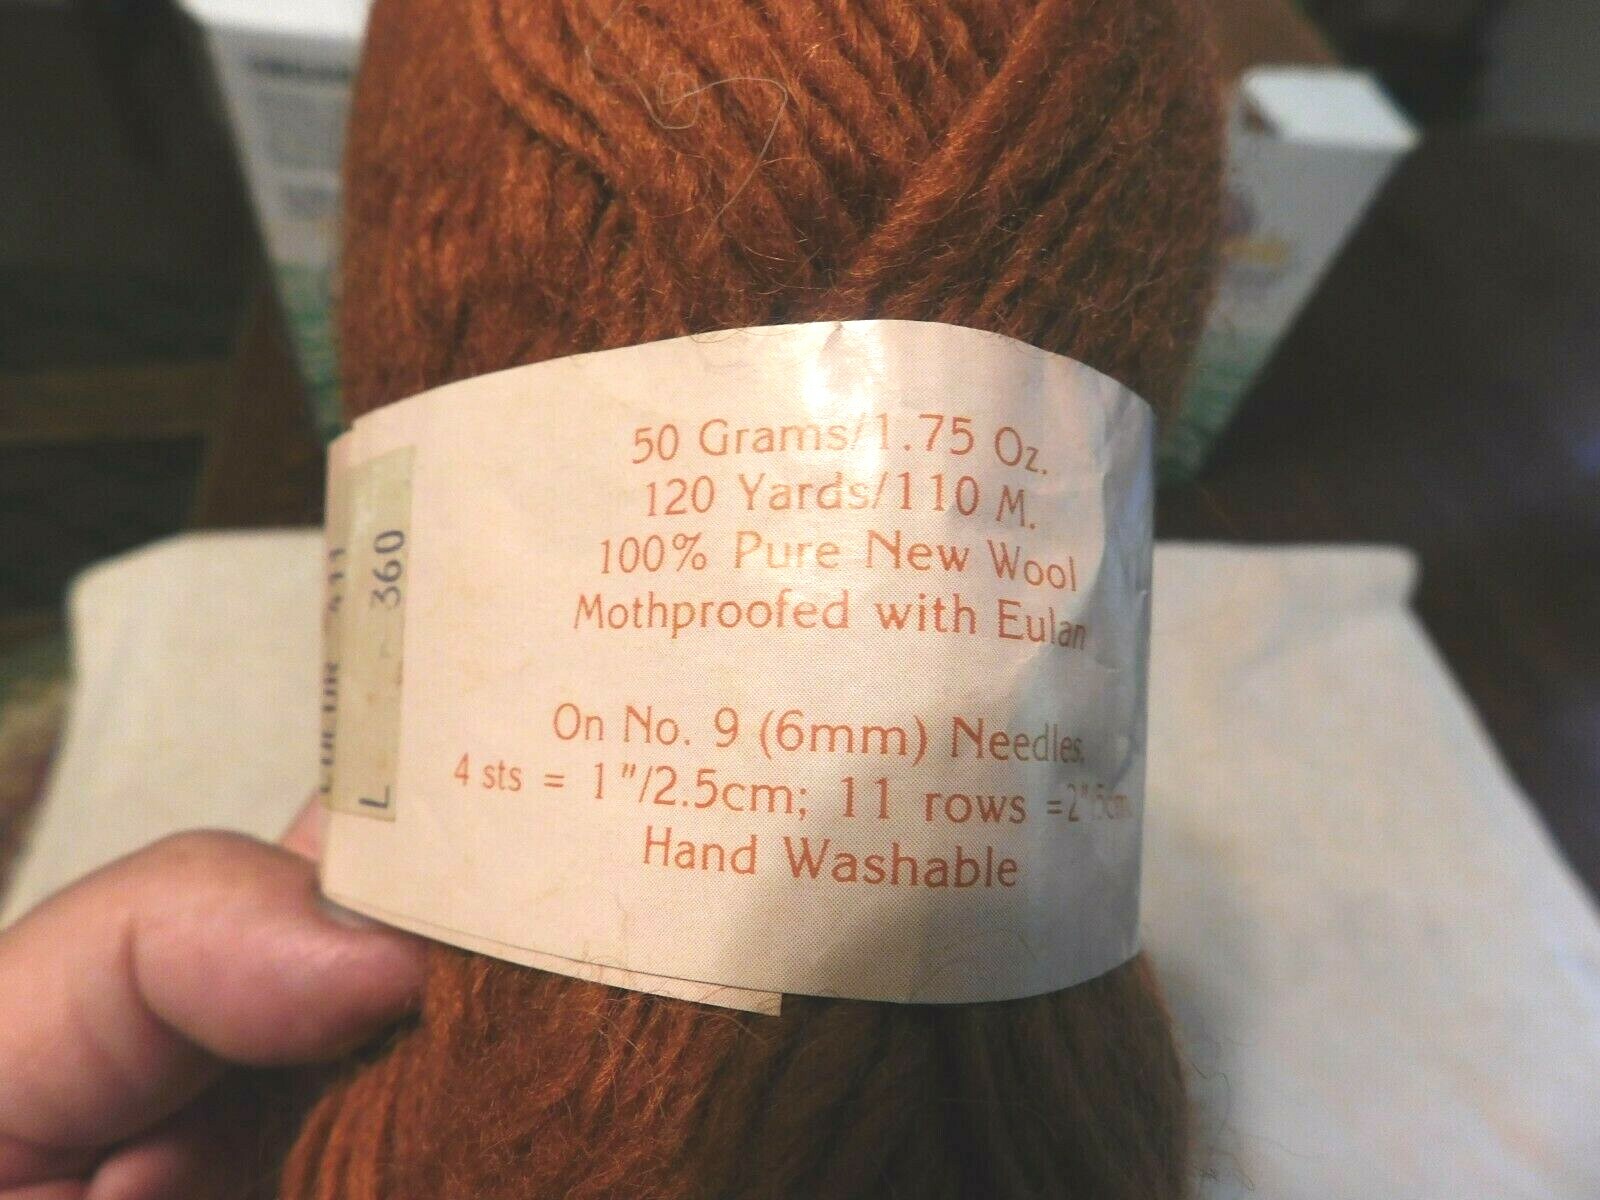 50 Grams/1.75 Oz.
120 Yards/110 M.
100% Pure New Wool
Mothproofed with Eulan
On No. 9 (6mm) Needles.
4 sts = 1"/2.5cm; 11 rows =2"/5cm.
Hand Washable
L 360